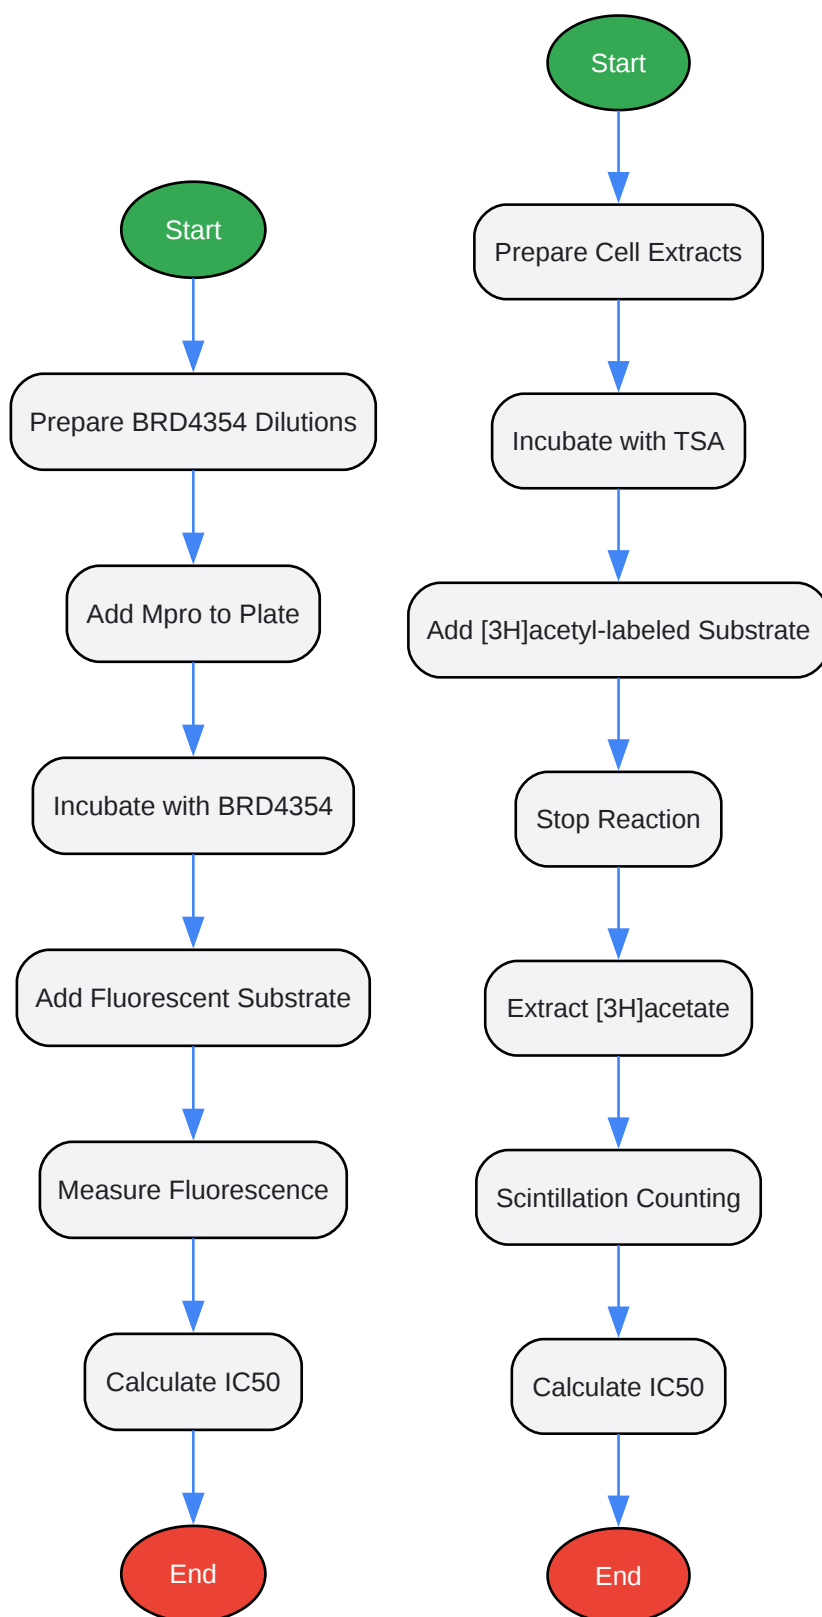 Start
Prepare BRD4354 Dilutions
Add Mpro to Plate
Incubate with BRD4354
Add Fluorescent Substrate
Measure Fluorescence
Calculate IC50
End
Start
Prepare Cell Extracts
Incubate with TSA
Add [3H]acetyl-labeled Substrate
Stop Reaction
Extract [3H]acetate
Scintillation Counting
Calculate IC50
End